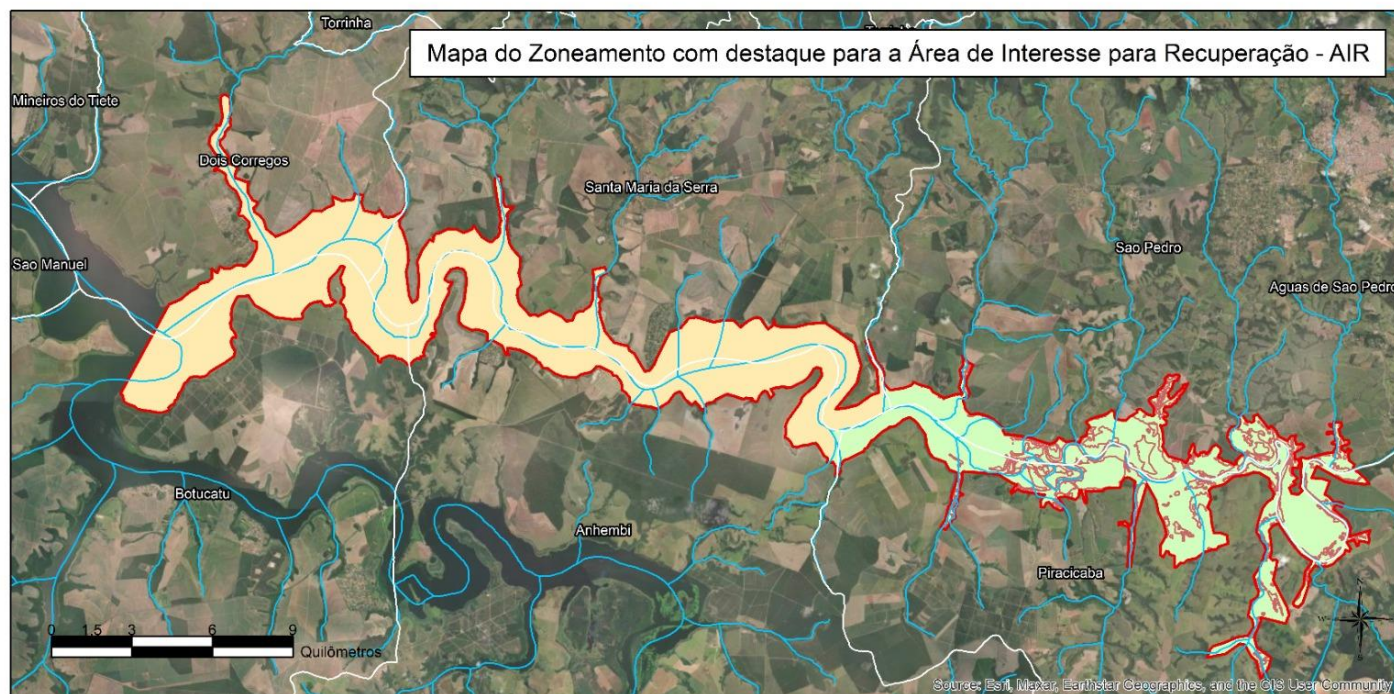 Torrinha
Mapa do Zoneamento com destaque para a Área de Interesse para Recuperação - AIR
Mineiros do Tiete
Dois Corregos
Santa Maria da Serra
Sao Pedro
Sao Manuel
Aguas de Sao Pedro
Botucatu
Anhembi
Piracicaba
0 1,5 3 6 9
Quilômetros
Source: Esri, Maxar, Earthstar Geographics, and the GIS User Community